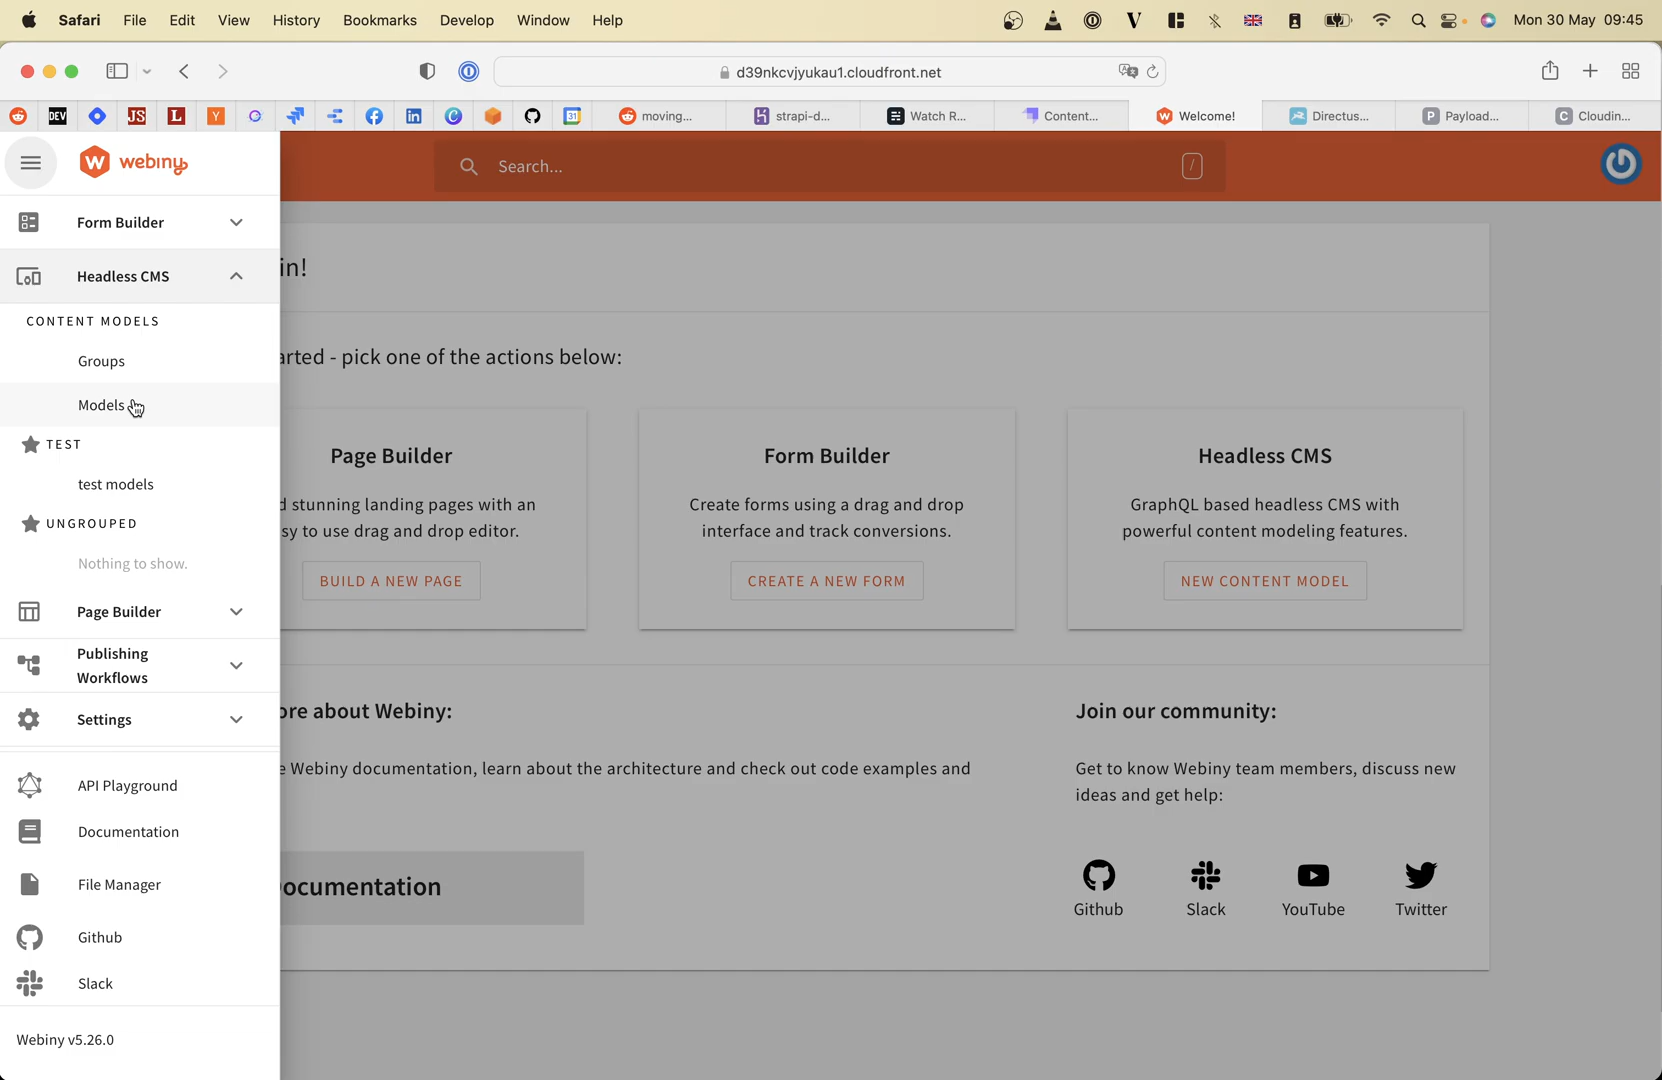 Safari File Edit View History Bookmarks Develop Window Help Mon 30 May 09:45
d39nkcvjyukau1.cloudfront.net
DEV JS L Y 31 moving... strapi-d... Watch R... Content... Welcome! Directus... Payload... Cloudin...
webiny
Search... /
Form Builder
Headless CMS
in!
CONTENT MODELS
Groups
arted - pick one of the actions below:
Models
TEST
test models
UNGROUPED
Nothing to show.
Page Builder
d stunning landing pages with an
sy to use drag and drop editor.
BUILD A NEW PAGE
Form Builder
Create forms using a drag and drop
interface and track conversions.
CREATE A NEW FORM
Headless CMS
GraphQL based headless CMS with
powerful content modeling features.
NEW CONTENT MODEL
Page Builder
Publishing
Workflows
Settings
ore about Webiny:
e Webiny documentation, learn about the architecture and check out code examples and
Join our community:
Get to know Webiny team members, discuss new
ideas and get help:
API Playground
Documentation
File Manager
ocumentation
Github
Slack
YouTube
Twitter
Github
Slack
Webiny v5.26.0